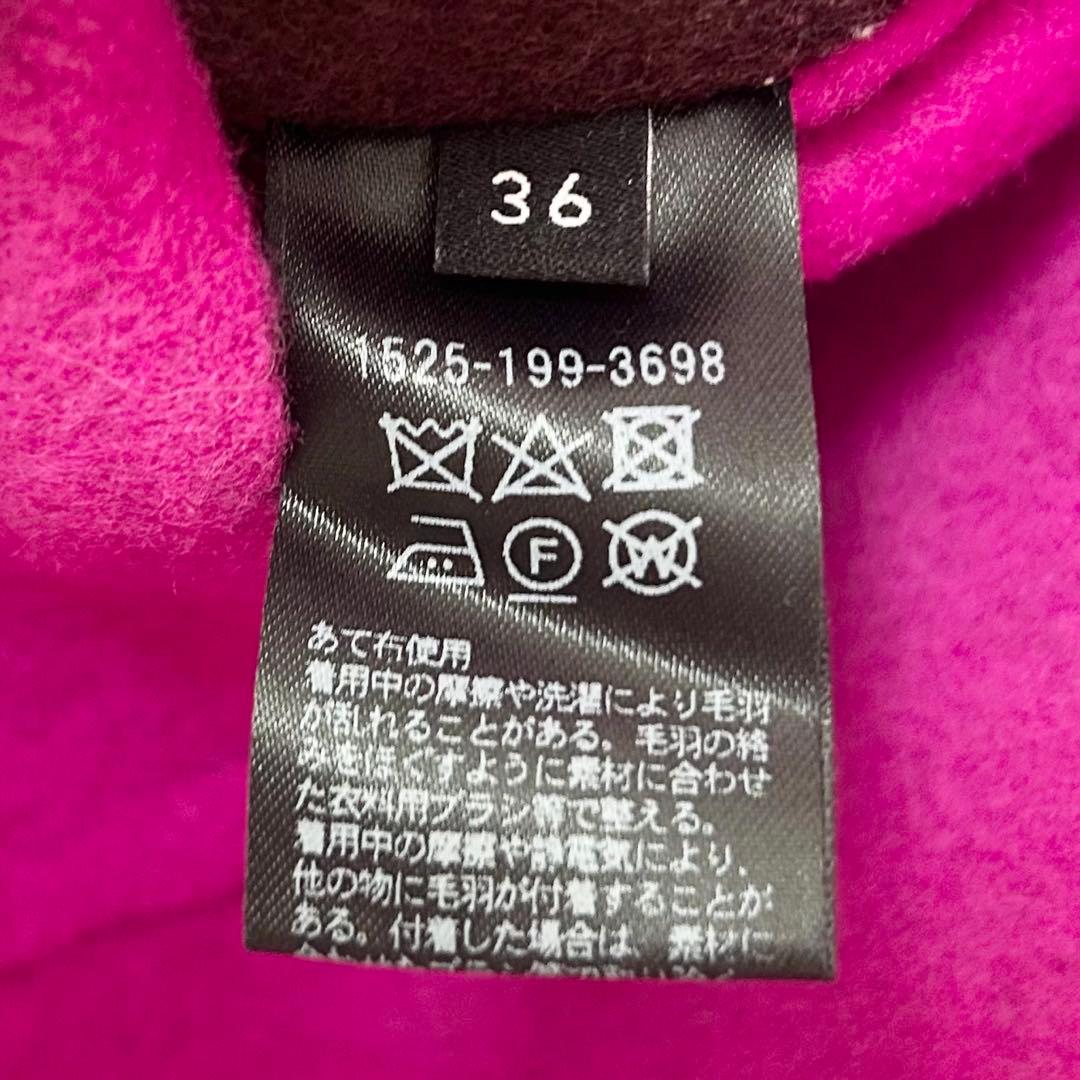 36
1525-199-3698
F
W
あて布使用
着用中の摩擦や洗濯により毛羽
が乱れることがある。毛羽の絡
みをほぐすように素材に合わせ
た衣料用ブラシ等で整える。
着用中の摩擦や静電気により、
他の物に毛羽が付着することが
ある。付着した場合は、素材に